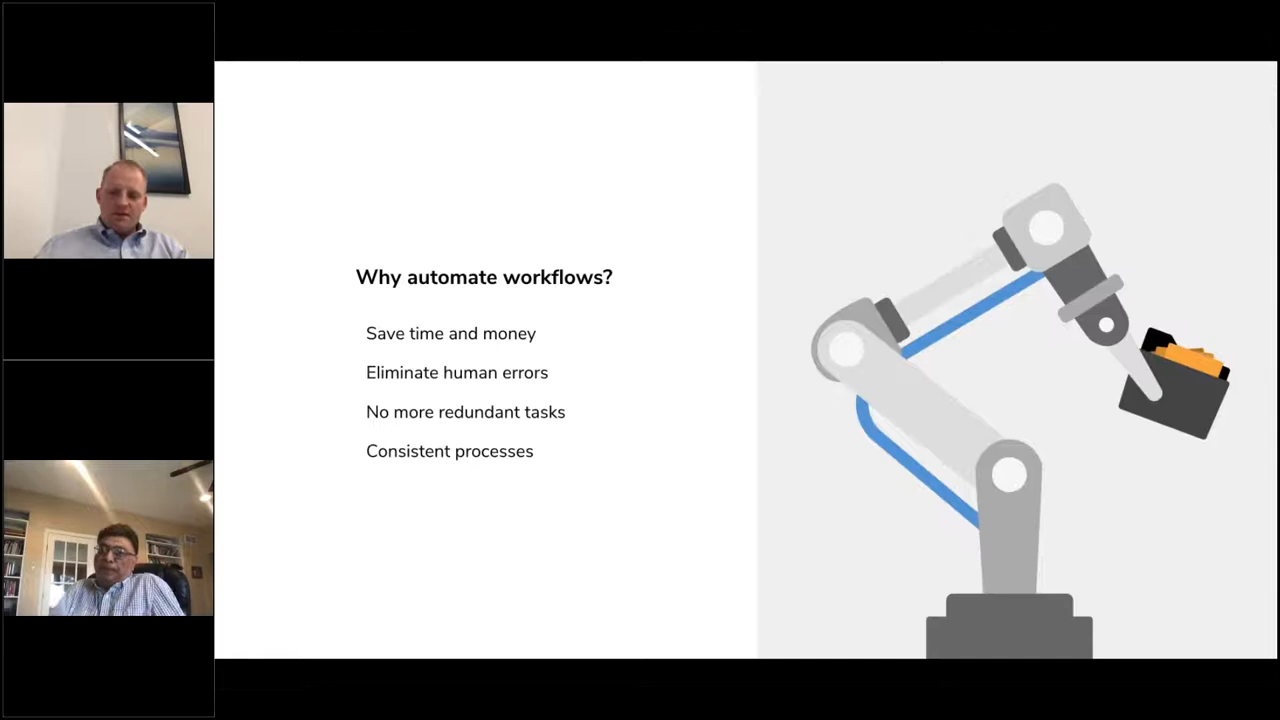 Why automate workflows?
Save time and money
Eliminate human errors
No more redundant tasks
Consistent processes